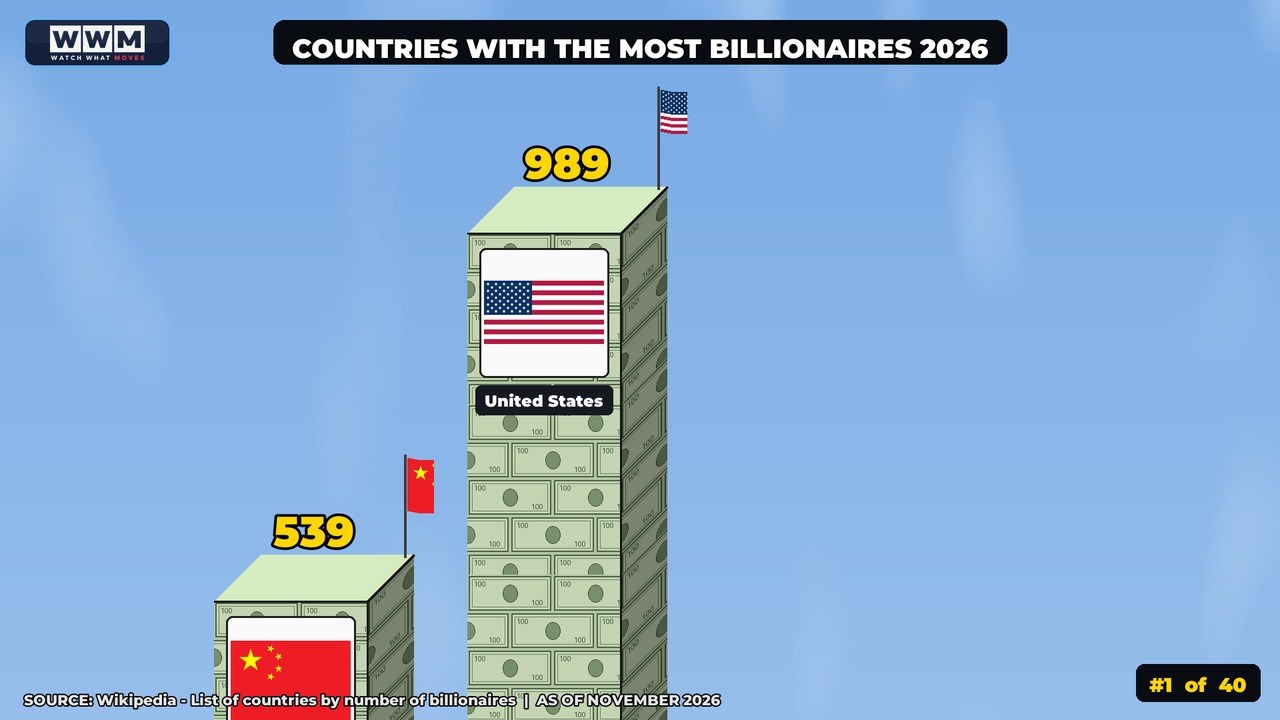 WWM
WATCH WHAT MOVES
COUNTRIES WITH THE MOST BILLIONAIRES 2026
989
United States
539
SOURCE: Wikipedia - List of countries by number of billionaires | AS OF NOVEMBER 2026
#1 of 40